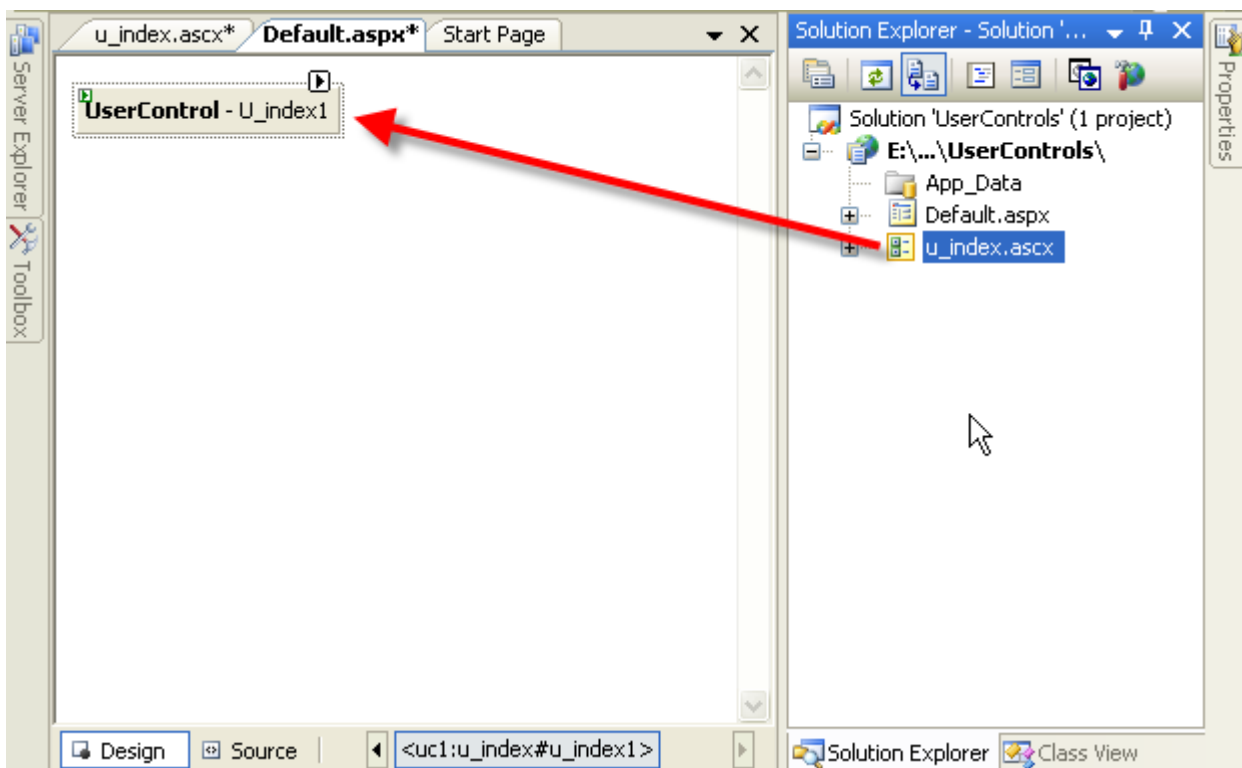 u_index.ascx*
Default.aspx*
Start Page
Solution Explorer - Solution '...
Server Explorer
Toolbox
UserControl - U_index1
Solution 'UserControls' (1 project)
E:\...\UserControls\
App_Data
Default.aspx
u_index.ascx
Properties
Design
Source
<uc1:u_index#u_index1>
Solution Explorer
Class View